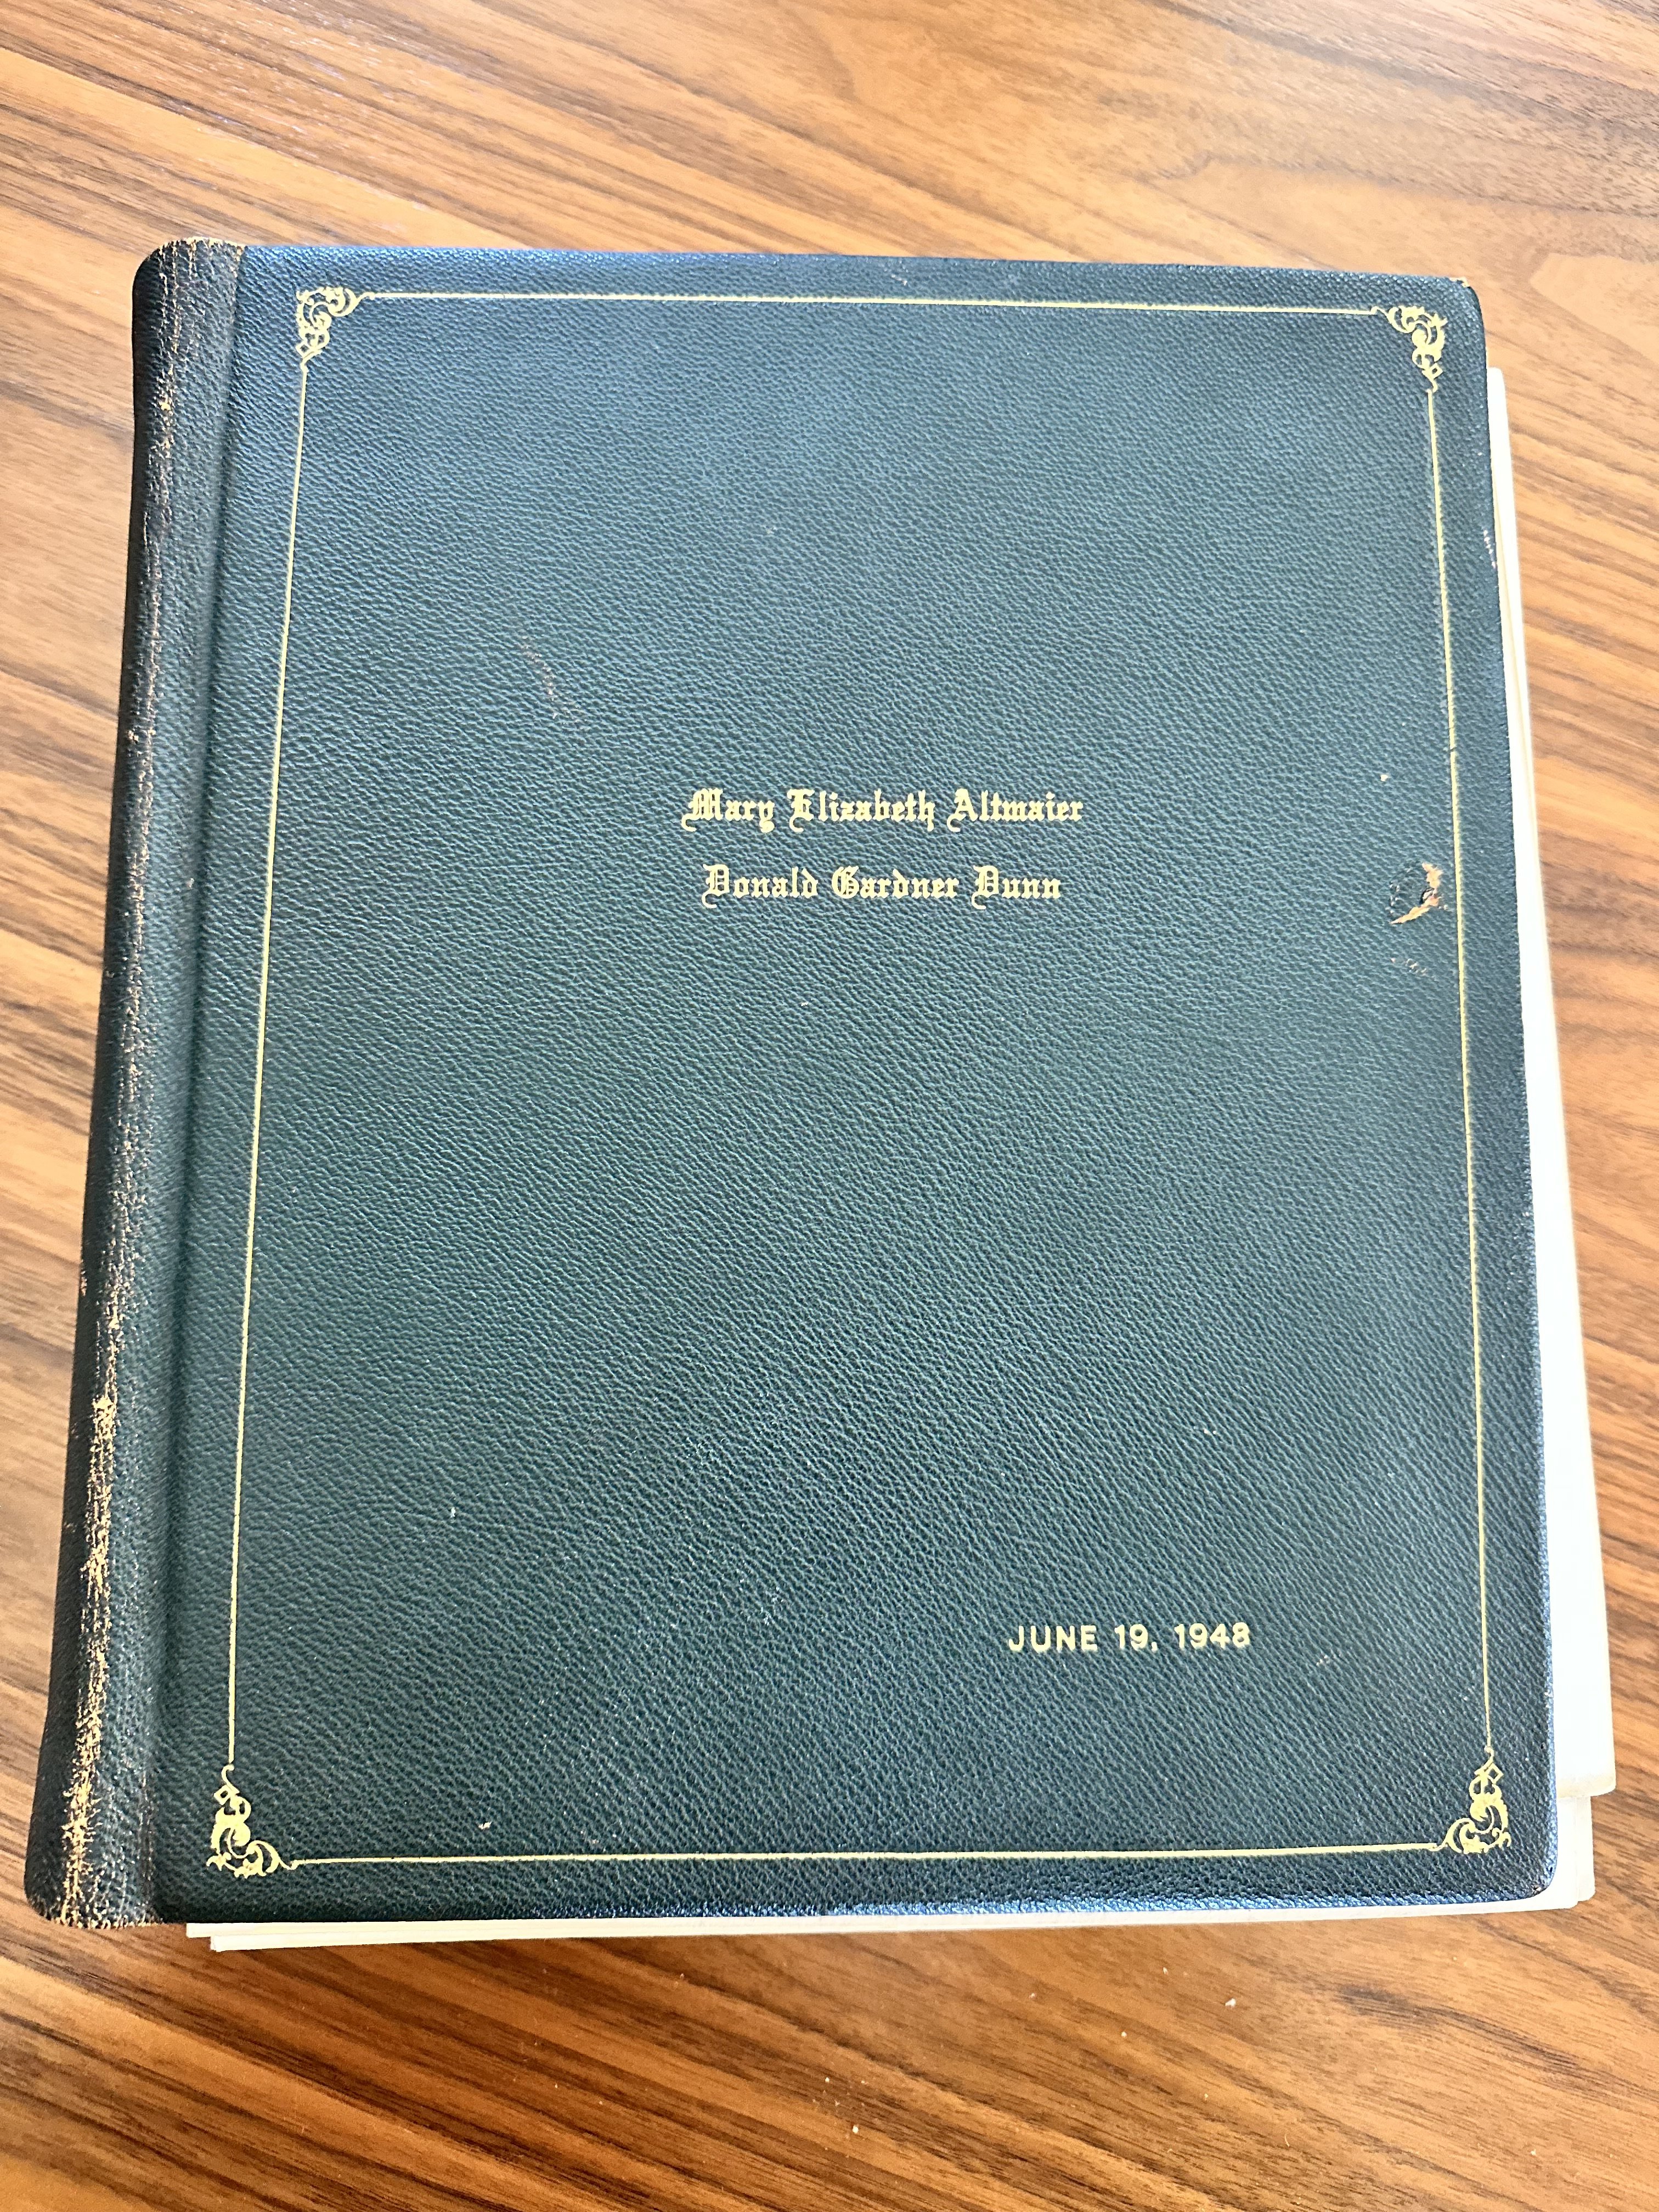 Mary Elizabeth Altmaier
Donald Gardner Dunn
JUNE 19, 1948